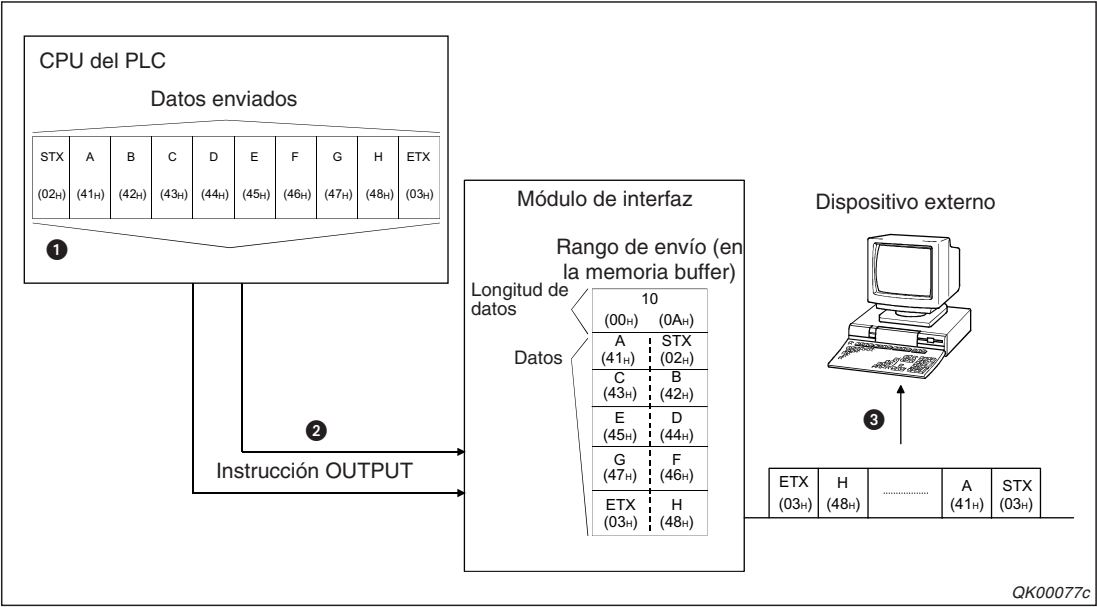 CPU del PLC
Datos enviados
STX A B C D E F G H ETX
(02H) (41H) (42H) (43H) (44H) (45H) (46H) (47H) (48H) (03H)
1
2
Instrucción OUTPUT
Módulo de interfaz
Rango de envío (en
la memoria buffer)
Longitud de
datos
10
(00H) (0AH)
Datos
A STX
(41H) (02H)
C B
(43H) (42H)
E D
(45H) (44H)
G F
(47H) (46H)
ETX H
(03H) (48H)
Dispositivo externo
3
ETX H .................. A STX
(03H) (48H) (41H) (03H)
QK00077c